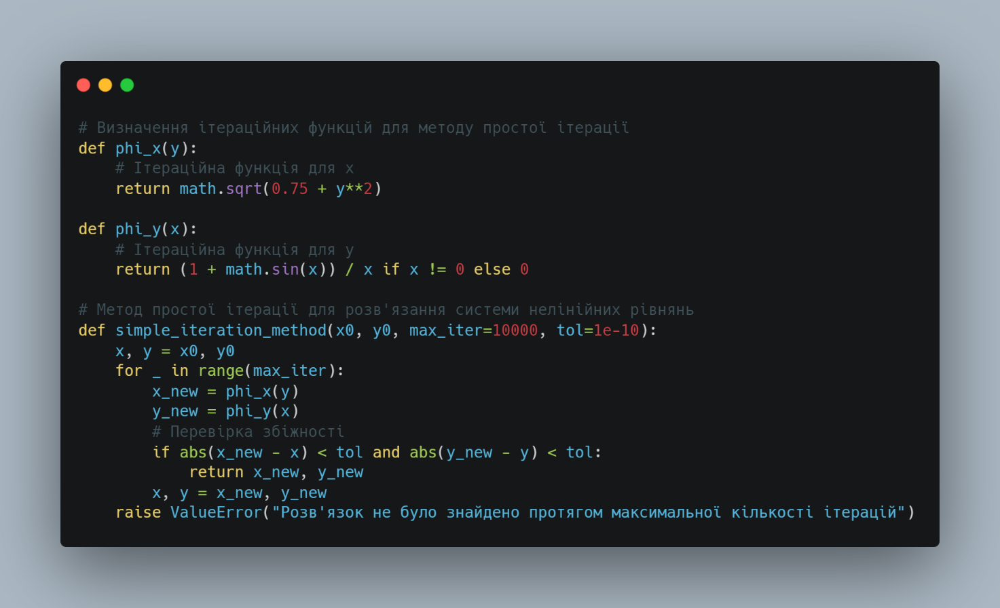 # Визначення ітераційних функцій для методу простої ітерації
def phi_x(y):
    # Ітераційна функція для x
    return math.sqrt(0.75 + y**2)
def phi_y(x):
    # Ітераційна функція для y
    return (1 + math.sin(x)) / x if x != 0 else 0
# Метод простої ітерації для розв'язання системи нелінійних рівнянь
def simple_iteration_method(x0, y0, max_iter=10000, tol=1e-10):
    x, y = x0, y0
    for _ in range(max_iter):
        x_new = phi_x(y)
        y_new = phi_y(x)
        # Перевірка збіжності
        if abs(x_new - x) < tol and abs(y_new - y) < tol:
            return x_new, y_new
        x, y = x_new, y_new
    raise ValueError("Розв'язок не було знайдено протягом максимальної кількості ітерацій")